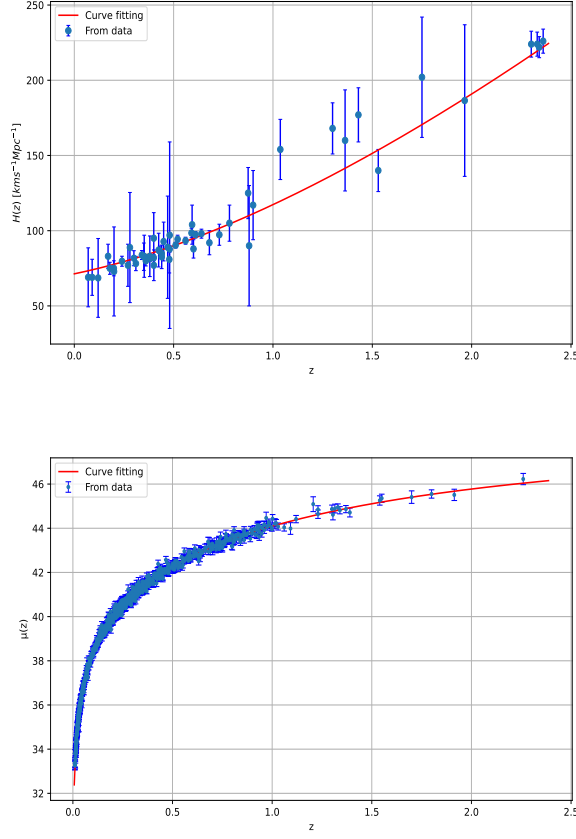 250
Curve fitting
From data
200
150
100
50
H(z) [kms⁻¹Mpc⁻¹]
0.0 0.5 1.0 1.5 2.0 2.5
z
Curve fitting
From data
46
44
42
40
38
36
34
32
μ(z)
0.0 0.5 1.0 1.5 2.0 2.5
z